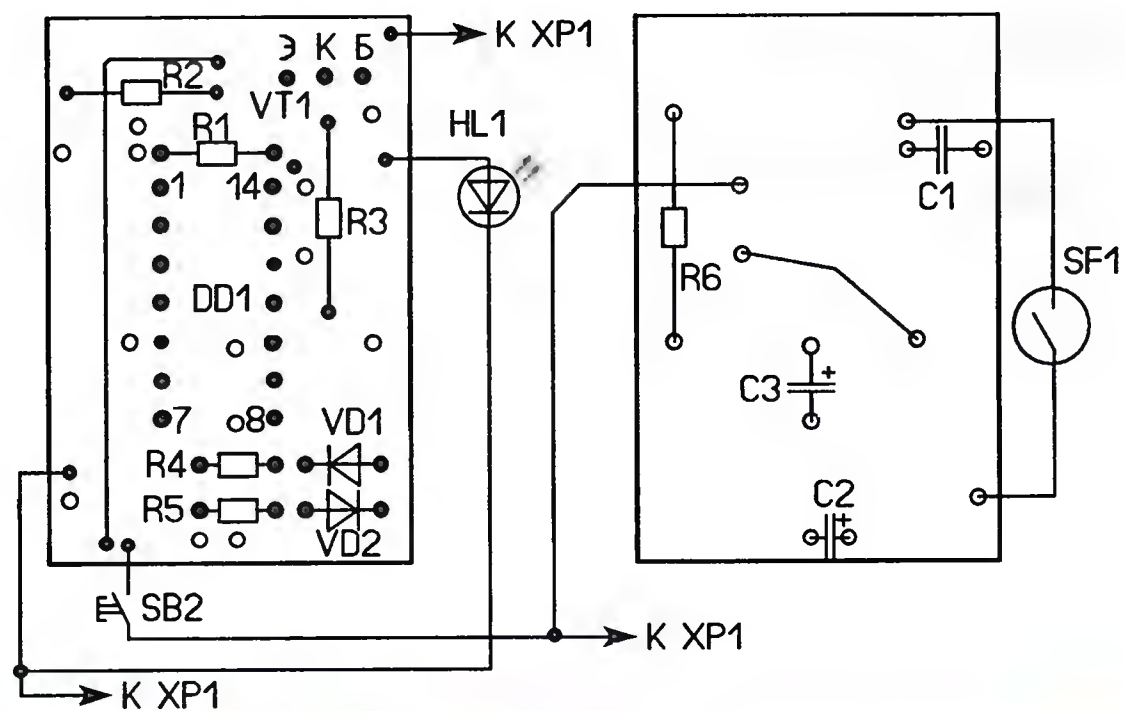 К ХР1
Э К Б
R2
VT1
R1
HL1
1 14
R3
DD1
7 8
VD1
R4
R5
VD2
SB2
К ХР1
К ХР1
C1
R6
SF1
C3
+
C2
+